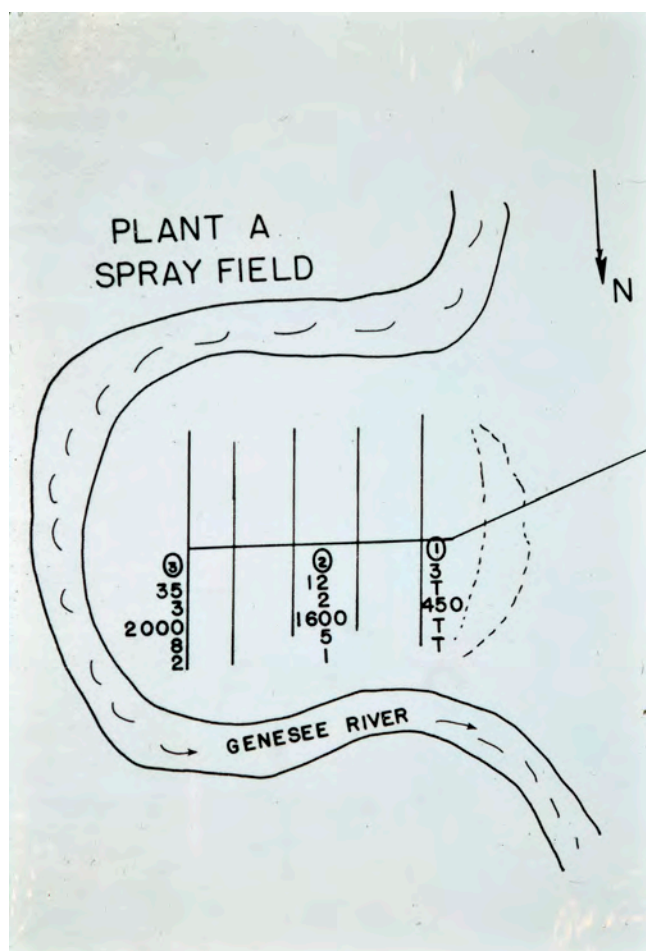 PLANT A
SPRAY FIELD
N
③
35
3
2000
8
2
②
12
2
1600
5
1
①
3
T
450
T
T
GENESEE RIVER